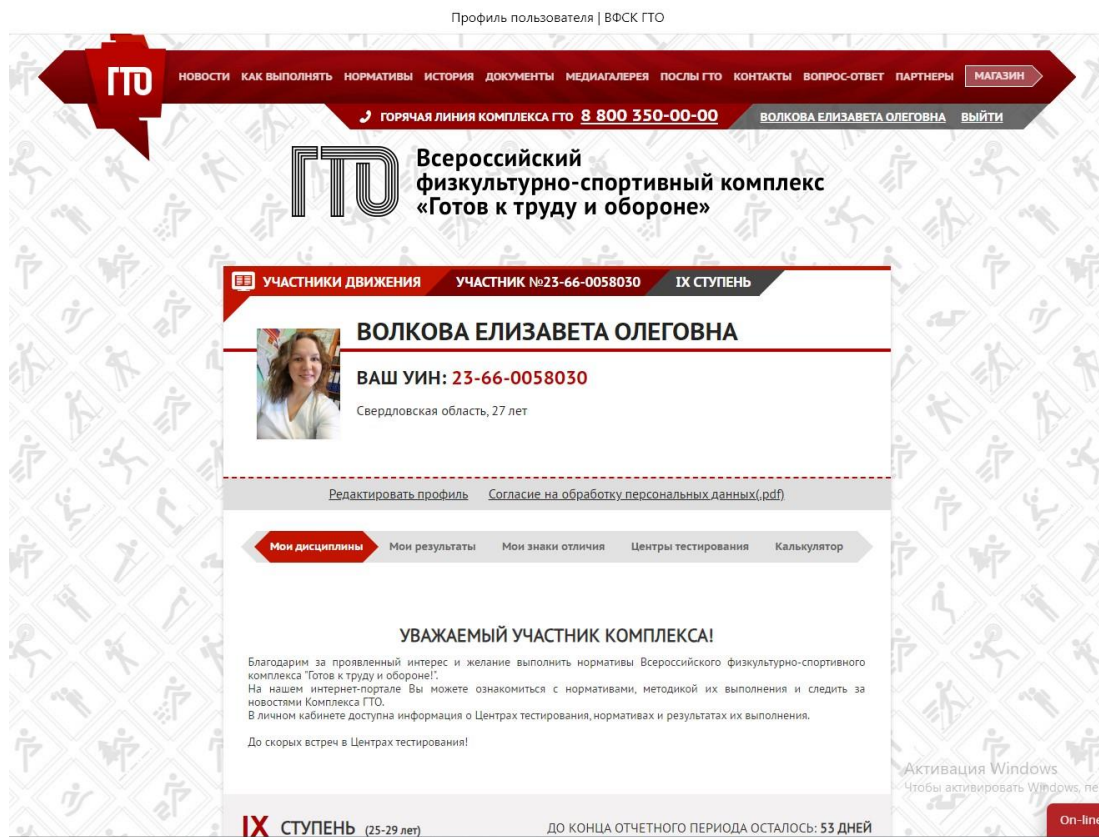 Профиль пользователя | ВФСК ГТО
ГТО
НОВОСТИ КАК ВЫПОЛНЯТЬ НОРМАТИВЫ ИСТОРИЯ ДОКУМЕНТЫ МЕДИАГАЛЕРЕЯ ПОСЛЫ ГТО КОНТАКТЫ ВОПРОС-ОТВЕТ ПАРТНЕРЫ МАГАЗИН
ГОРЯЧАЯ ЛИНИЯ КОМПЛЕКСА ГТО 8 800 350-00-00 ВОЛКОВА ЕЛИЗАВЕТА ОЛЕГОВНА ВЫЙТИ
ГТО
Всероссийский
физкультурно-спортивный комплекс
«Готов к труду и обороне»
УЧАСТНИКИ ДВИЖЕНИЯ УЧАСТНИК №23-66-0058030 IX СТУПЕНЬ
ВОЛКОВА ЕЛИЗАВЕТА ОЛЕГОВНА
ВАШ УИН: 23-66-0058030
Свердловская область, 27 лет
Редактировать профиль Согласие на обработку персональных данных(.pdf)
Мои дисциплины Мои результаты Мои знаки отличия Центры тестирования Калькулятор
УВАЖАЕМЫЙ УЧАСТНИК КОМПЛЕКСА!
Благодарим за проявленный интерес и желание выполнить нормативы Всероссийского физкультурно-спортивного
комплекса "Готов к труду и обороне!".
На нашем интернет-портале Вы можете ознакомиться с нормативами, методикой их выполнения и следить за
новостями Комплекса ГТО.
В личном кабинете доступна информация о Центрах тестирования, нормативах и результатах их выполнения.
До скорых встреч в Центрах тестирования!
Активация Windows
Чтобы активировать Windows, пе
On-line
IX СТУПЕНЬ (25-29 лет) ДО КОНЦА ОТЧЕТНОГО ПЕРИОДА ОСТАЛОСЬ: 53 ДНЕЙ